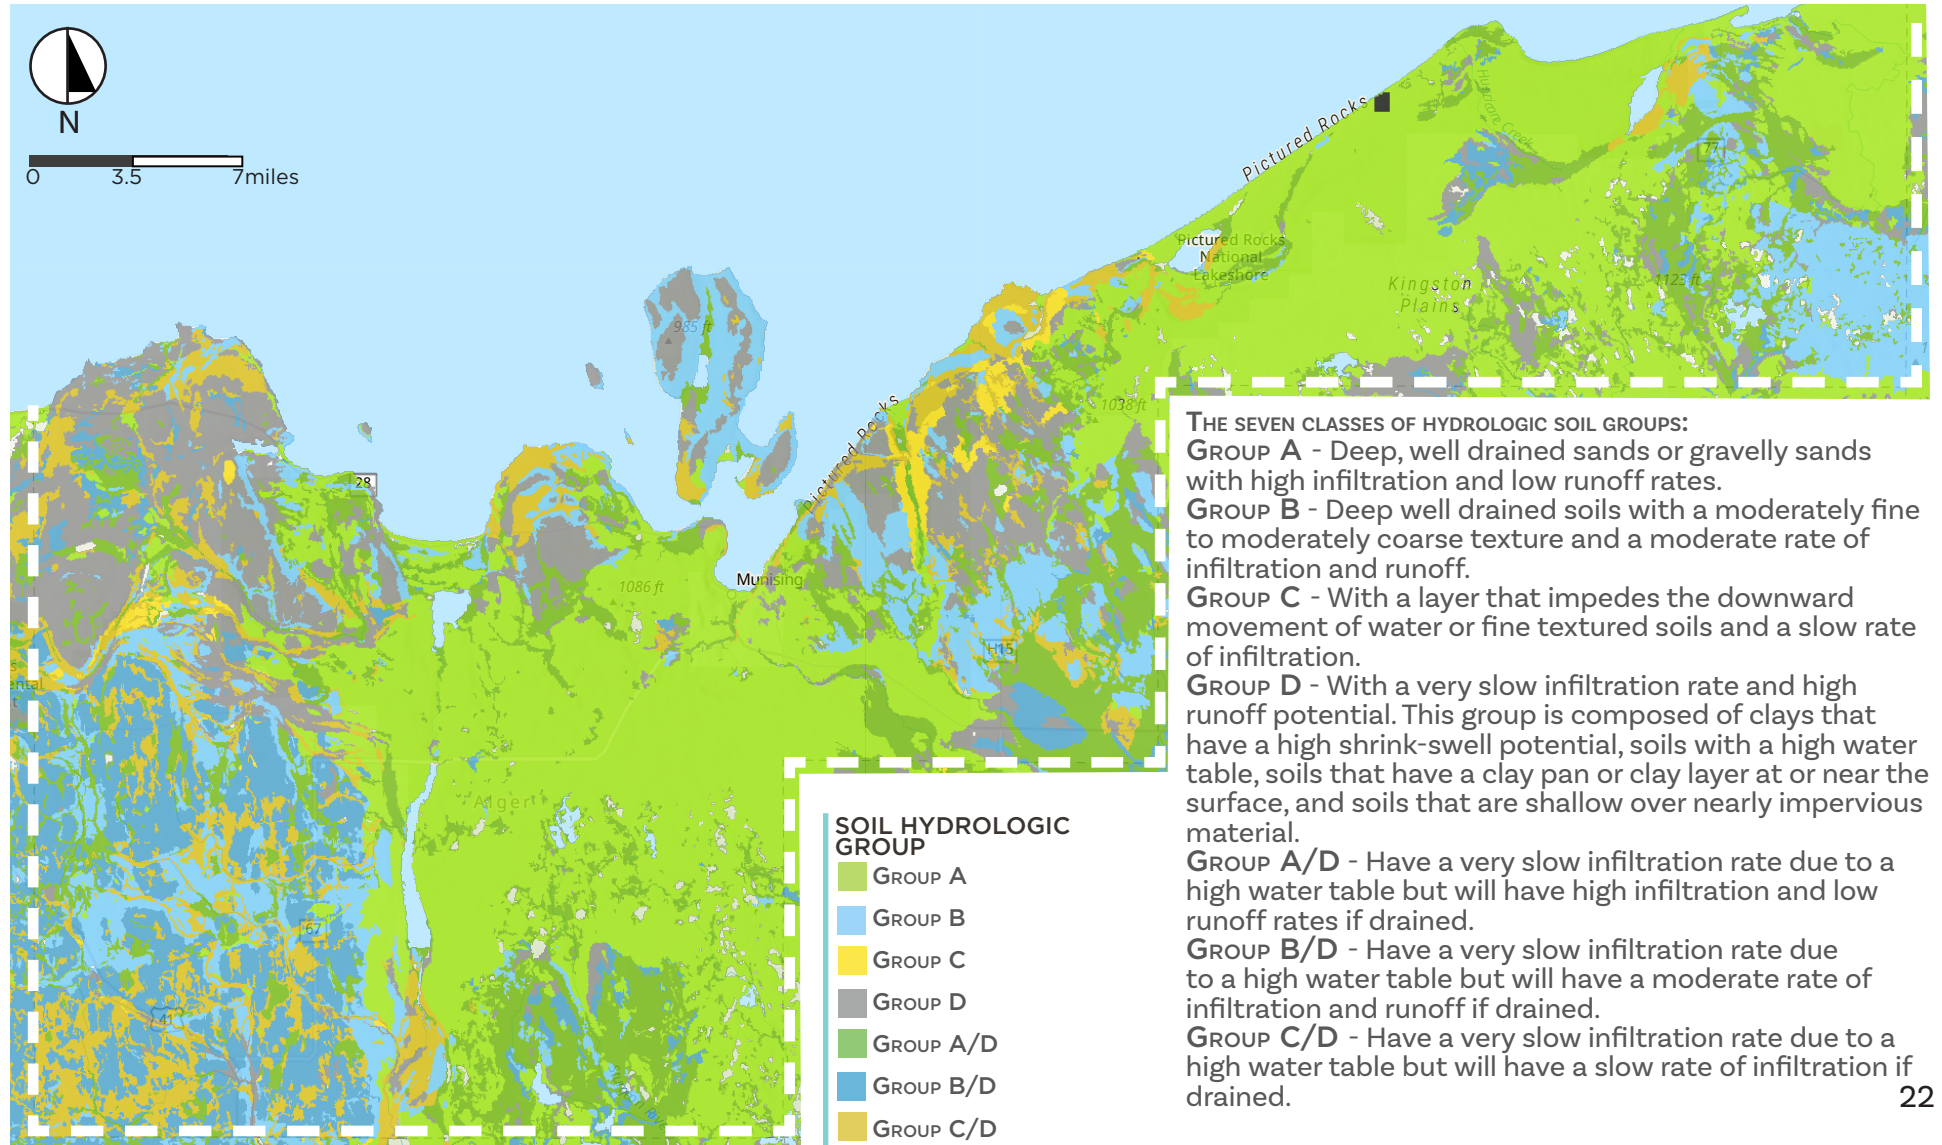 N
0 3.5 7miles
Pictured Rocks
Hurricane Creek
77
Pictured Rocks
National
Lakeshore
Kingston
Plains
1123 ft
985 ft
1038 ft
Pictured Rocks
28
Munising
1086 ft
H15
Alger
67
41
THE SEVEN CLASSES OF HYDROLOGIC SOIL GROUPS:
GROUP A - Deep, well drained sands or gravelly sands
with high infiltration and low runoff rates.
GROUP B - Deep well drained soils with a moderately fine
to moderately coarse texture and a moderate rate of
infiltration and runoff.
GROUP C - With a layer that impedes the downward
movement of water or fine textured soils and a slow rate
of infiltration.
GROUP D - With a very slow infiltration rate and high
runoff potential. This group is composed of clays that
have a high shrink-swell potential, soils with a high water
table, soils that have a clay pan or clay layer at or near the
surface, and soils that are shallow over nearly impervious
material.
GROUP A/D - Have a very slow infiltration rate due to a
high water table but will have high infiltration and low
runoff rates if drained.
GROUP B/D - Have a very slow infiltration rate due
to a high water table but will have a moderate rate of
infiltration and runoff if drained.
GROUP C/D - Have a very slow infiltration rate due to a
high water table but will have a slow rate of infiltration if
drained.
SOIL HYDROLOGIC
GROUP
GROUP A
GROUP B
GROUP C
GROUP D
GROUP A/D
GROUP B/D
GROUP C/D
22